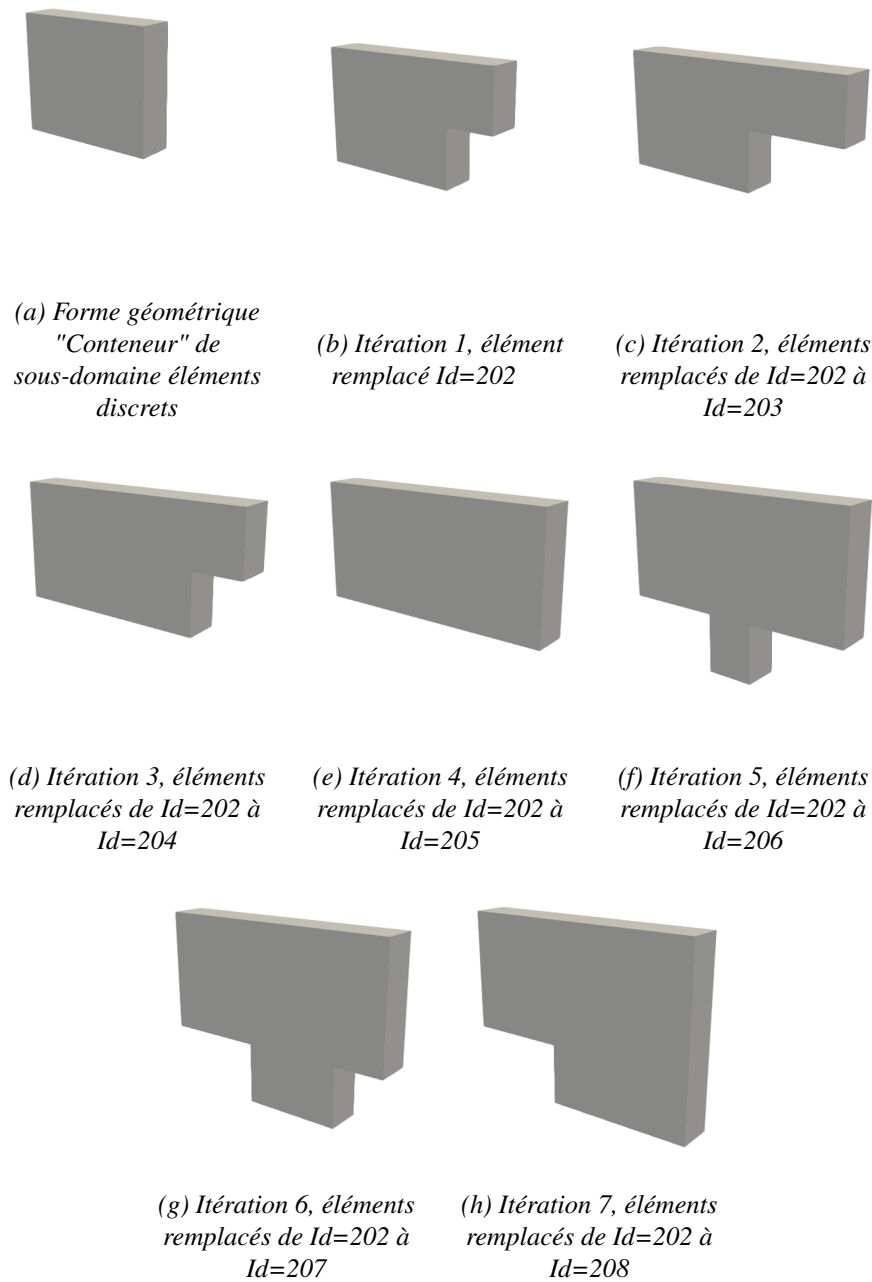 (a) Forme géométrique
"Conteneur" de
sous-domaine éléments
discrets
(b) Itération 1, élément
remplacé Id=202
(c) Itération 2, éléments
remplacés de Id=202 à
Id=203
(d) Itération 3, éléments
remplacés de Id=202 à
Id=204
(e) Itération 4, éléments
remplacés de Id=202 à
Id=205
(f) Itération 5, éléments
remplacés de Id=202 à
Id=206
(g) Itération 6, éléments
remplacés de Id=202 à
Id=207
(h) Itération 7, éléments
remplacés de Id=202 à
Id=208